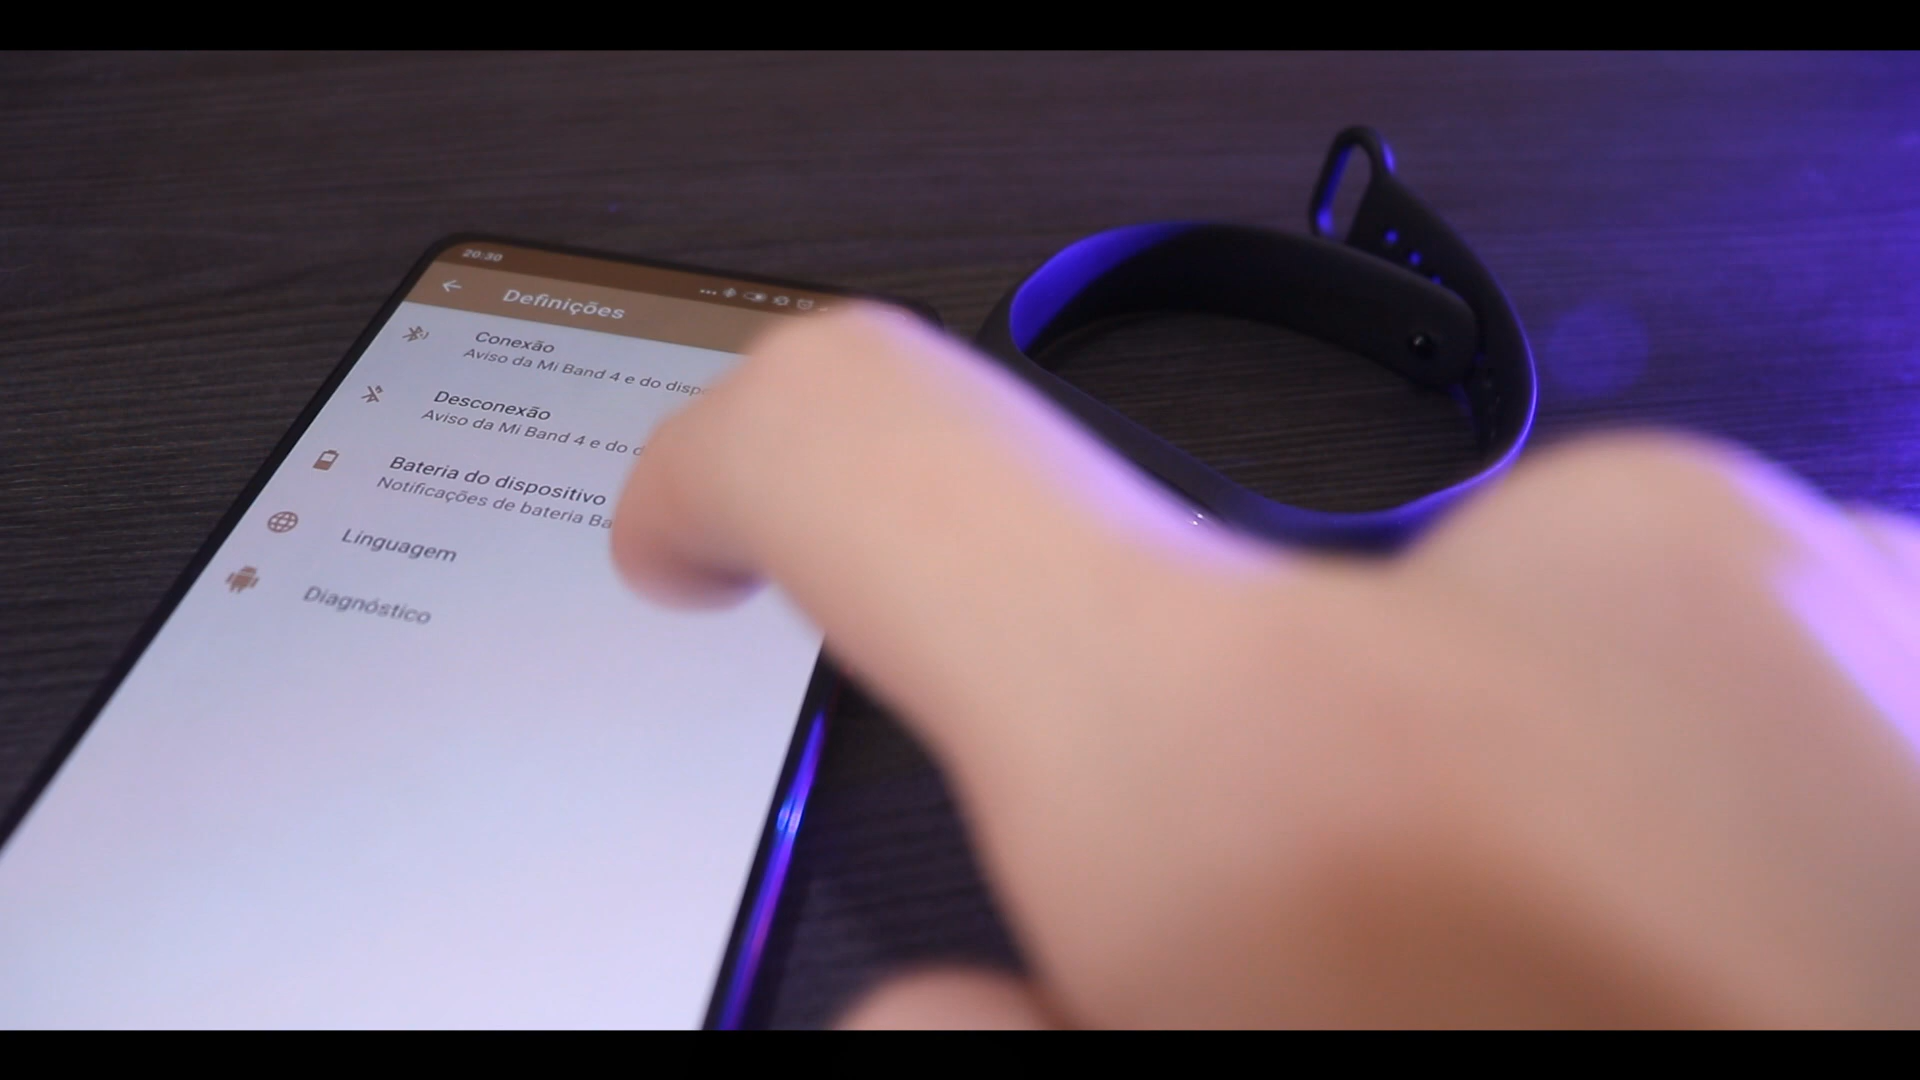 20:30
Definições
Conexão
Aviso da Mi Band 4 e do
Desconexão
Aviso da Mi Band 4 e do
Bateria do dispositivo
Notificações de bateria
Linguagem
Diagnóstico